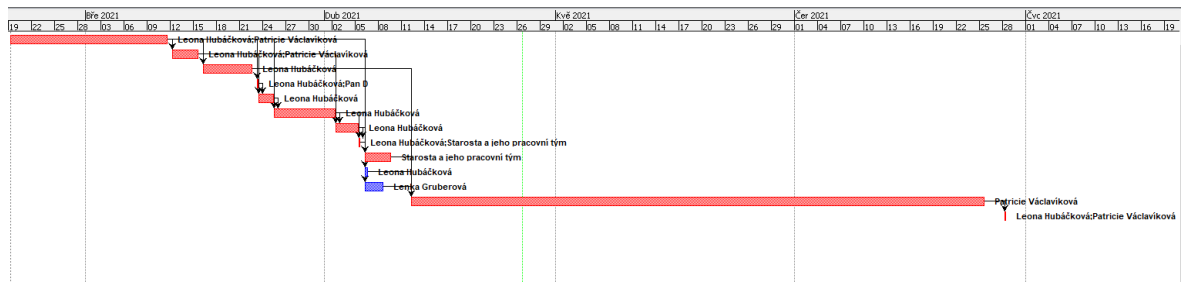 Bře 2021 Dub 2021 Kvě 2021 Čer 2021 Čvc 2021
19 22 25 28 03 06 09 12 15 18 21 24 27 30 02 05 08 11 14 17 20 23 26 29 02 05 08 11 14 17 20 23 26 29 01 04 07 10 13 16 19 22 25 28 01 04 07 10 13 16 19
Leona Hubáčková;Patricie Václavíková
Leona Hubáčková;Patricie Václavíková
Leona Hubáčková
Leona Hubáčková;Pan D
Leona Hubáčková
Leona Hubáčková
Leona Hubáčková
Leona Hubáčková;Starosta a jeho pracovní tým
Starosta a jeho pracovní tým
Leona Hubáčková
Lenka Gruberová
Patricie Václavíková
Leona Hubáčková;Patricie Václavíková